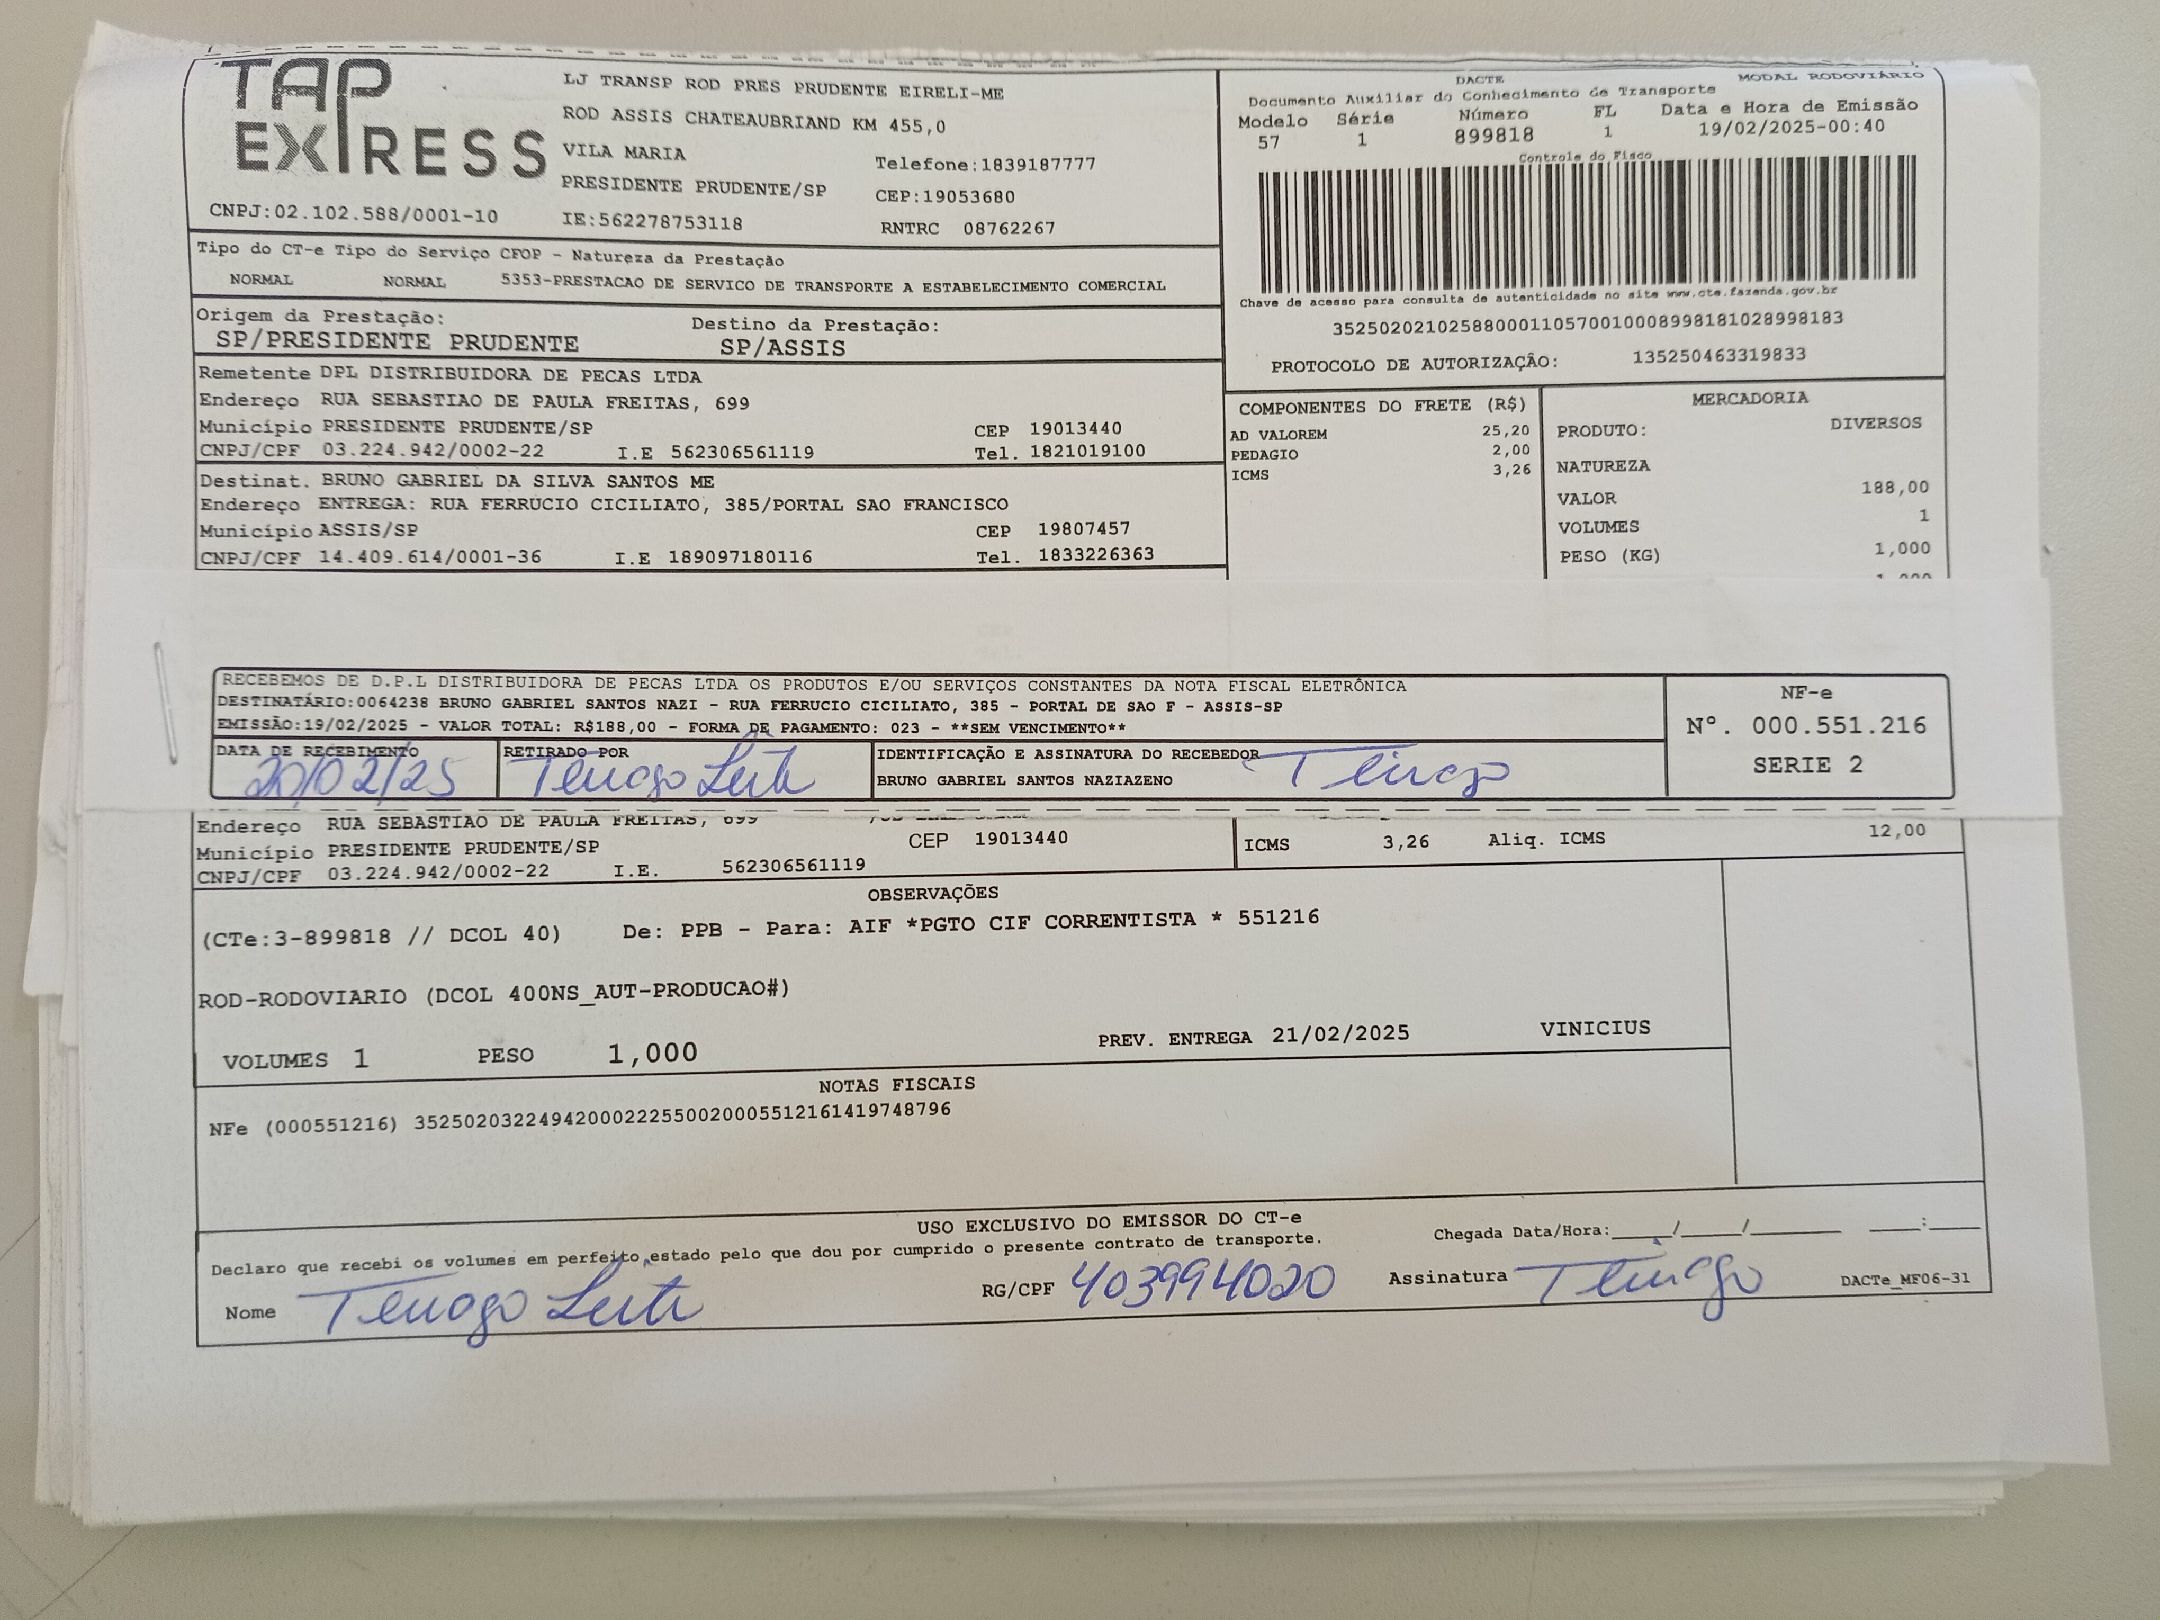 TAP EXPRESS
LJ TRANSP ROD PRES PRUDENTE EIRELI-ME
ROD ASSIS CHATEAUBRIAND KM 455,0
VILA MARIA
Telefone:1839187777
PRESIDENTE PRUDENTE/SP CEP:19053680
CNPJ:02.102.588/0001-10 IE:562278753118 RNTRC 08762267
DACTE MODAL RODOVIÁRIO
Documento Auxiliar do Conhecimento de Transporte
Modelo Série Número FL Data e Hora de Emissão
57 1 899818 1 19/02/2025-00:40
Controle do Fisco
Chave de acesso para consulta de autenticidade no site www.cte.fazenda.gov.br
35250202102588000110570010008998181028998183
PROTOCOLO DE AUTORIZAÇÃO: 135250463319833
Tipo do CT-e Tipo do Serviço CFOP - Natureza da Prestação
NORMAL NORMAL 5353-PRESTACAO DE SERVICO DE TRANSPORTE A ESTABELECIMENTO COMERCIAL
Origem da Prestação: Destino da Prestação:
SP/PRESIDENTE PRUDENTE SP/ASSIS
Remetente DPL DISTRIBUIDORA DE PECAS LTDA
Endereço RUA SEBASTIAO DE PAULA FREITAS, 699
Município PRESIDENTE PRUDENTE/SP CEP 19013440
CNPJ/CPF 03.224.942/0002-22 I.E 562306561119 Tel. 1821019100
Destinat. BRUNO GABRIEL DA SILVA SANTOS ME
Endereço ENTREGA: RUA FERRUCIO CICILIATO, 385/PORTAL SAO FRANCISCO
Município ASSIS/SP CEP 19807457
CNPJ/CPF 14.409.614/0001-36 I.E 189097180116 Tel. 1833226363
COMPONENTES DO FRETE (R$)
AD VALOREM 25,20
PEDAGIO 2,00
ICMS 3,26
MERCADORIA
PRODUTO: DIVERSOS
NATUREZA
VALOR 188,00
VOLUMES 1
PESO (KG) 1,000
RECEBEMOS DE D.P.L DISTRIBUIDORA DE PECAS LTDA OS PRODUTOS E/OU SERVIÇOS CONSTANTES DA NOTA FISCAL ELETRÔNICA
DESTINATÁRIO:0064238 BRUNO GABRIEL SANTOS NAZI - RUA FERRUCIO CICILIATO, 385 - PORTAL DE SAO F - ASSIS-SP
EMISSÃO:19/02/2025 - VALOR TOTAL: R$188,00 - FORMA DE PAGAMENTO: 023 - **SEM VENCIMENTO**
DATA DE RECEBIMENTO RETIRADO POR IDENTIFICAÇÃO E ASSINATURA DO RECEBEDOR
20/02/25
BRUNO GABRIEL SANTOS NAZIAZENO
NF-e
Nº. 000.551.216
SERIE 2
Endereço RUA SEBASTIAO DE PAULA FREITAS, 699
Município PRESIDENTE PRUDENTE/SP CEP 19013440
CNPJ/CPF 03.224.942/0002-22 I.E. 562306561119
ICMS 3,26 Aliq. ICMS 12,00
OBSERVAÇÕES
(CTe:3-899818 // DCOL 40) De: PPB - Para: AIF *PGTO CIF CORRENTISTA * 551216
ROD-RODOVIARIO (DCOL 400NS_AUT-PRODUCAO#)
VOLUMES 1 PESO 1,000 PREV. ENTREGA 21/02/2025 VINICIUS
NOTAS FISCAIS
NFe (000551216) 35250203224942000222550020005512161419748796
USO EXCLUSIVO DO EMISSOR DO CT-e
Declaro que recebi os volumes em perfeito estado pelo que dou por cumprido o presente contrato de transporte.
Chegada Data/Hora:____/____/______ ___:___
Nome RG/CPF 403994020 Assinatura DACTe_MF06-31